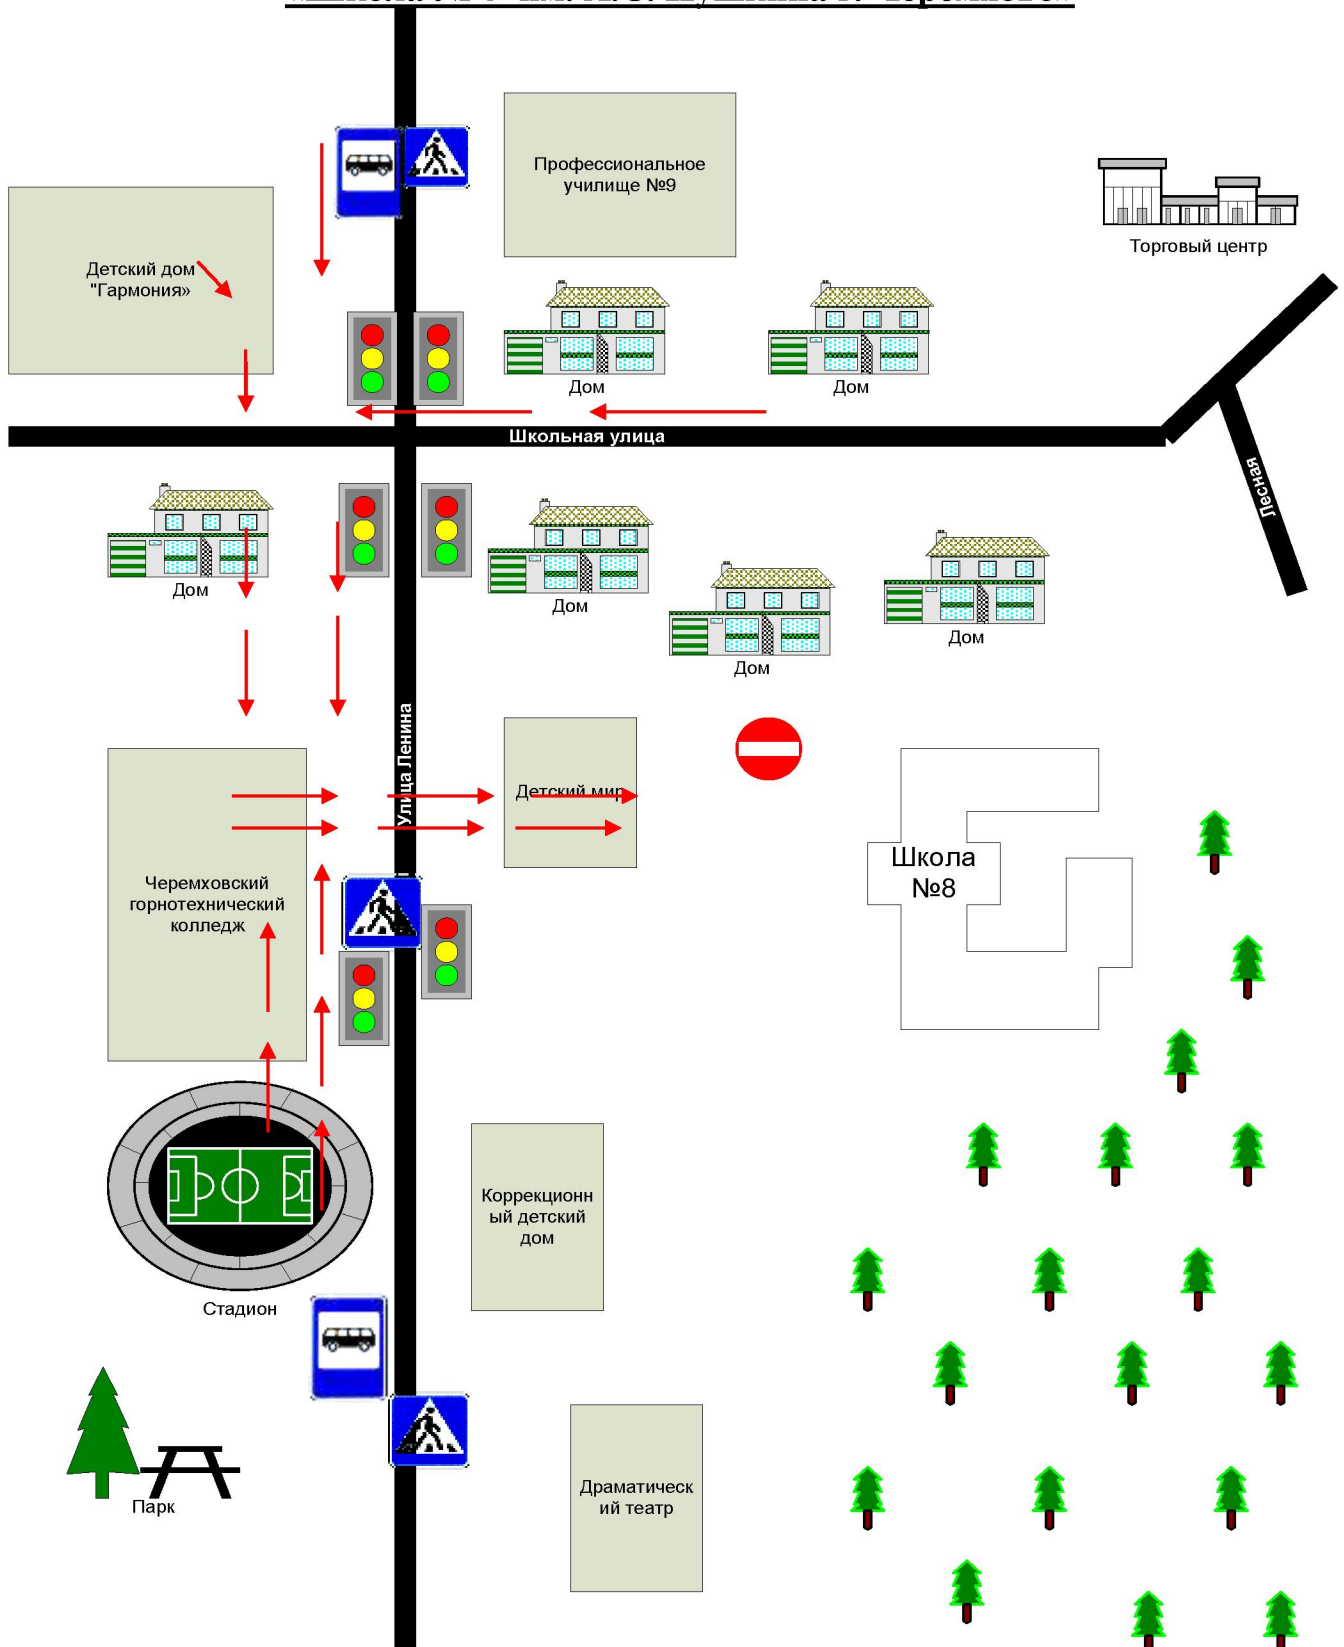 Профессиональное
училище №9
Торговый центр
Детский дом
"Гармония»
Дом
Дом
Школьная улица
Лесная
Дом
Дом
Дом
Дом
Улица Ленина
Детский мир
Школа
№8
Черемховский
горнотехнический
колледж
Коррекционн
ый детский
дом
Стадион
Драматическ
ий театр
Парк